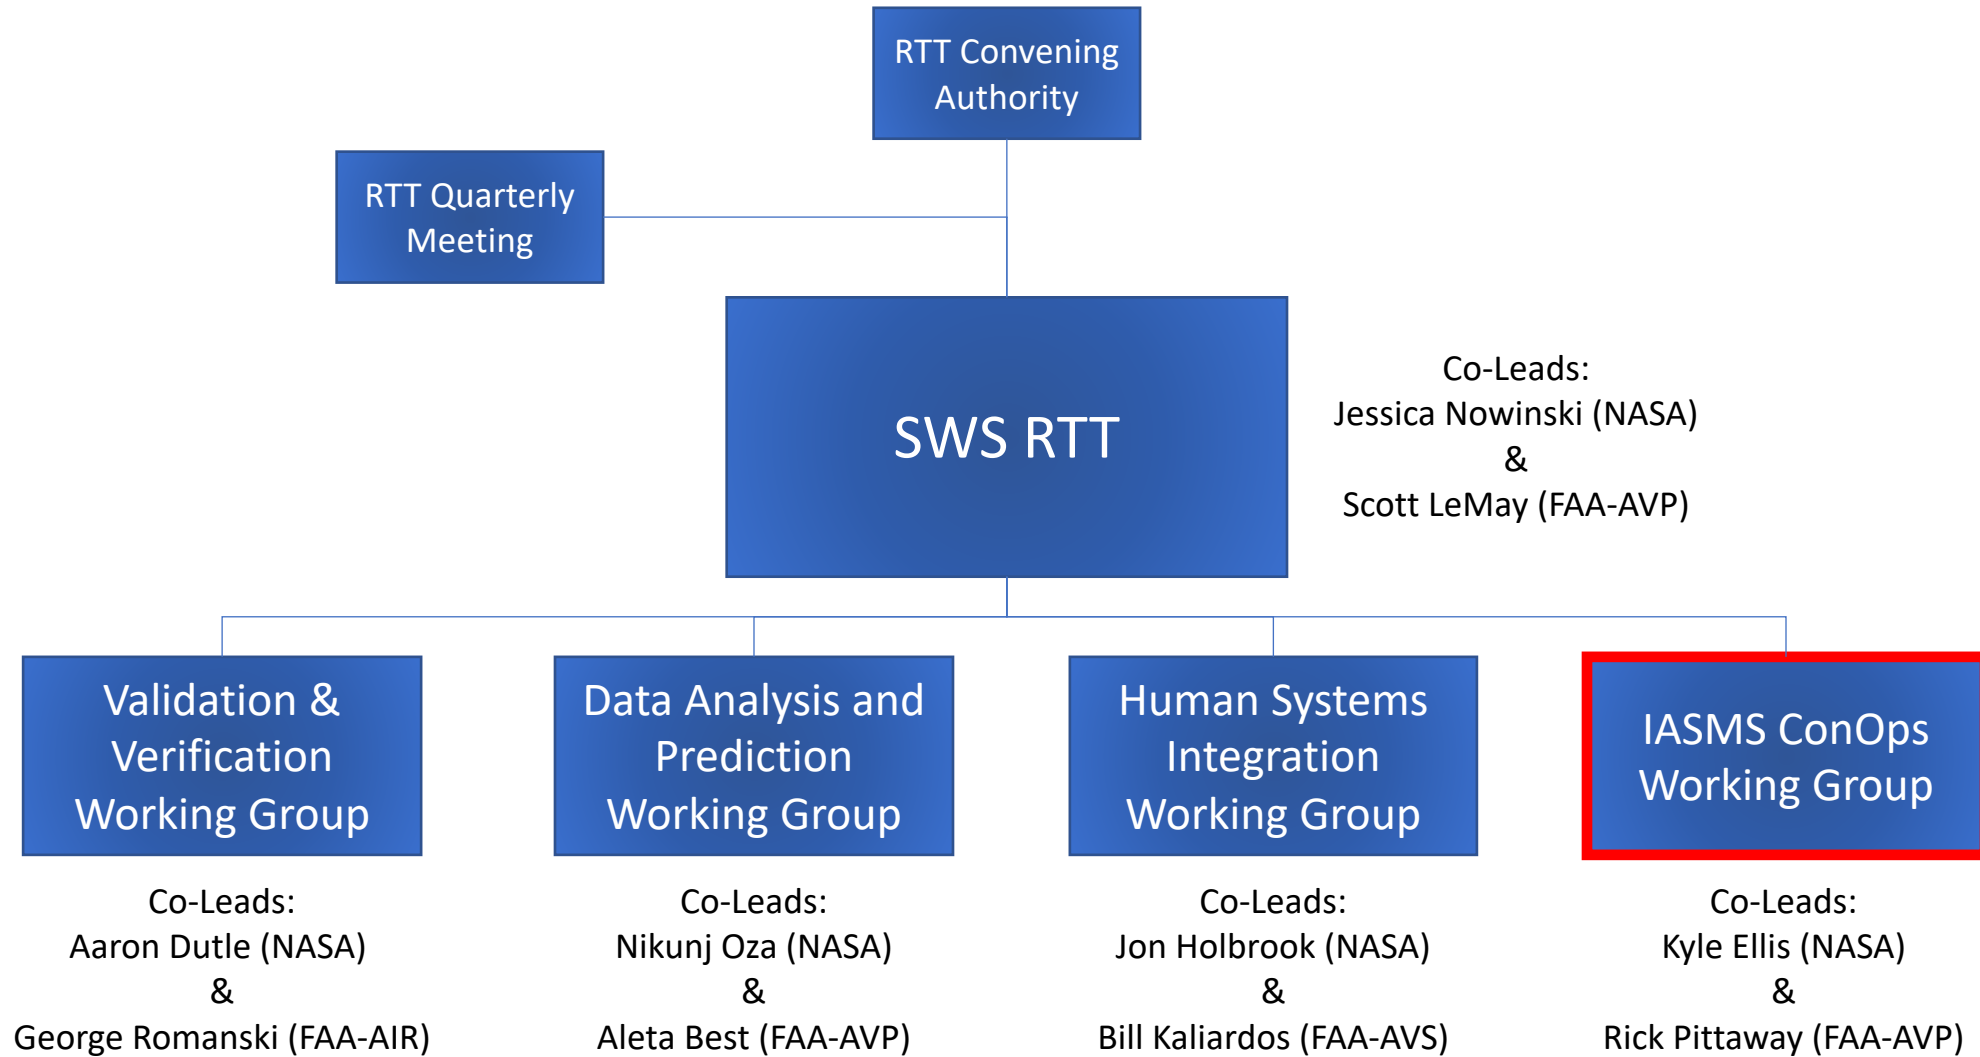 RTT Convening
Authority
RTT Quarterly
Meeting
SWS RTT
Co-Leads:
Jessica Nowinski (NASA)
&
Scott LeMay (FAA-AVP)
Validation &
Verification
Working Group
Co-Leads:
Aaron Dutle (NASA)
&
George Romanski (FAA-AIR)
Data Analysis and
Prediction
Working Group
Co-Leads:
Nikunj Oza (NASA)
&
Aleta Best (FAA-AVP)
Human Systems
Integration
Working Group
Co-Leads:
Jon Holbrook (NASA)
&
Bill Kaliardos (FAA-AVS)
IASMS ConOps
Working Group
Co-Leads:
Kyle Ellis (NASA)
&
Rick Pittaway (FAA-AVP)